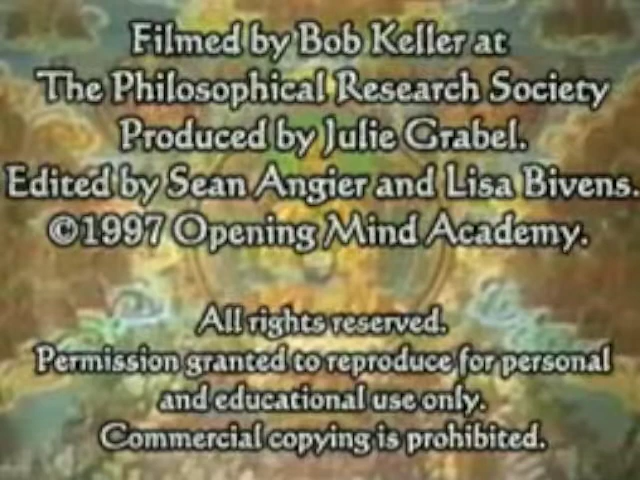 Filmed by Bob Keller at
The Philosophical Research Society
Produced by Julie Grabel.
Edited by Sean Angier and Lisa Bivens.
©1997 Opening Mind Academy.
All rights reserved.
Permission granted to reproduce for personal
and educational use only.
Commercial copying is prohibited.